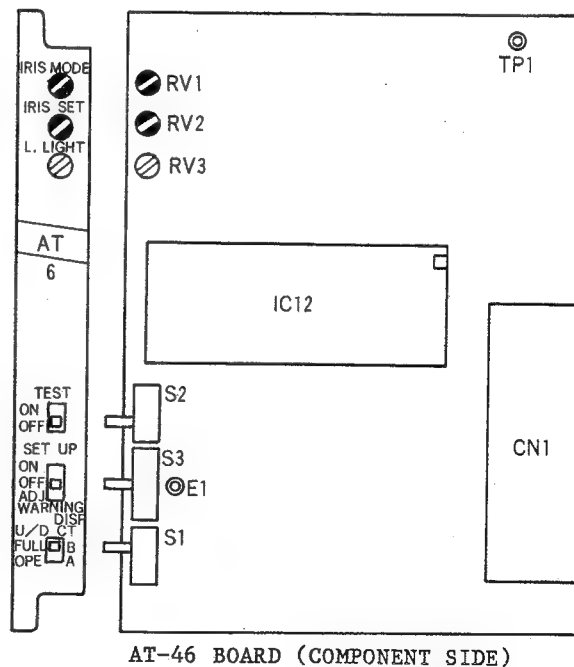 IRIS MODE
IRIS SET
L. LIGHT
AT
6
TEST
ON
OFF
SET UP
ON
OFF
ADJ
WARNING
DISP
U/D CT
FULL B
OPE A
RV1
RV2
RV3
TP1
IC12
S2
S3
E1
S1
CN1
AT-46 BOARD (COMPONENT SIDE)